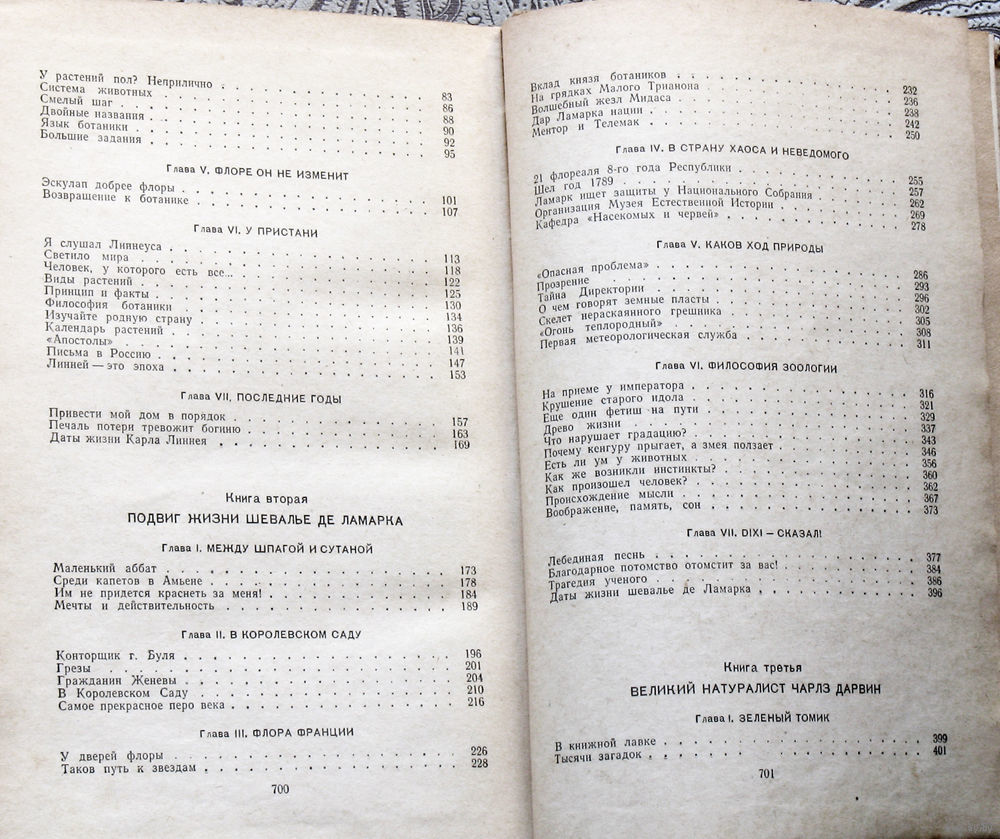 У растений пол? Неприлично . . . . . . . . . . 83
Система животных . . . . . . . . . . 86
Смелый шаг . . . . . . . . . . 88
Двойные названия . . . . . . . . . . 90
Язык ботаники . . . . . . . . . . 92
Большие задания . . . . . . . . . . 95
Глава V. ФЛОРЕ ОН НЕ ИЗМЕНИТ
Эскулап добрее флоры . . . . . . . . . . 101
Возвращение к ботанике . . . . . . . . . . 107
Глава VI. У ПРИСТАНИ
Я слушал Линнеуса . . . . . . . . . . 113
Светило мира . . . . . . . . . . 118
Человек, у которого есть все... . . . . . . . . . . 122
Виды растений . . . . . . . . . . 125
Принцип и факты . . . . . . . . . . 130
Философия ботаники . . . . . . . . . . 134
Изучайте родную страну . . . . . . . . . . 136
Календарь растений . . . . . . . . . . 139
«Апостолы» . . . . . . . . . . 141
Письма в Россию . . . . . . . . . . 147
Линней — это эпоха . . . . . . . . . . 153
Глава VII. ПОСЛЕДНИЕ ГОДЫ
Привести мой дом в порядок . . . . . . . . . . 157
Печаль потери тревожит богиню . . . . . . . . . . 163
Даты жизни Карла Линнея . . . . . . . . . . 169
Книга вторая
ПОДВИГ ЖИЗНИ ШЕВАЛЬЕ ДЕ ЛАМАРКА
Глава I. МЕЖДУ ШПАГОЙ И СУТАНОЙ
Маленький аббат . . . . . . . . . . 173
Среди капетов в Амьене . . . . . . . . . . 178
Им не придется краснеть за меня! . . . . . . . . . . 184
Мечты и действительность . . . . . . . . . . 189
Глава II. В КОРОЛЕВСКОМ САДУ
Конторщик г. Буля . . . . . . . . . . 196
Грезы . . . . . . . . . . 201
Гражданин Женевы . . . . . . . . . . 204
В Королевском Саду . . . . . . . . . . 210
Самое прекрасное перо века . . . . . . . . . . 216
Глава III. ФЛОРА ФРАНЦИИ
У дверей флоры . . . . . . . . . . 226
Таков путь к звездам . . . . . . . . . . 228
700
Вклад князя ботаников . . . . . . . . . . 232
На грядках Малого Трианона . . . . . . . . . . 236
Волшебный жезл Мидаса . . . . . . . . . . 238
Дар Ламарка нации . . . . . . . . . . 242
Ментор и Телемак . . . . . . . . . . 250
Глава IV. В СТРАНУ ХАОСА И НЕВЕДОМОГО
21 флореаля 8-го года Республики . . . . . . . . . . 255
Шел год 1789 . . . . . . . . . . 257
Ламарк ищет защиты у Национального Собрания . . . . . . . . . . 262
Организация Музея Естественной Истории . . . . . . . . . . 269
Кафедра «Насекомых и червей» . . . . . . . . . . 278
Глава V. КАКОВ ХОД ПРИРОДЫ
«Опасная проблема» . . . . . . . . . . 286
Прозрение . . . . . . . . . . 293
Тайна Директории . . . . . . . . . . 296
О чем говорят земные пласты . . . . . . . . . . 302
Скелет нераскаянного грешника . . . . . . . . . . 305
«Огонь теплородный» . . . . . . . . . . 308
Первая метеорологическая служба . . . . . . . . . . 311
Глава VI. ФИЛОСОФИЯ ЗООЛОГИИ
На приеме у императора . . . . . . . . . . 316
Крушение старого идола . . . . . . . . . . 321
Еще один фетиш на пути . . . . . . . . . . 329
Древо жизни . . . . . . . . . . 337
Что нарушает градацию? . . . . . . . . . . 343
Почему кенгуру прыгает, а змея ползает . . . . . . . . . . 346
Есть ли ум у животных . . . . . . . . . . 356
Как же возникли инстинкты? . . . . . . . . . . 360
Как произошел человек? . . . . . . . . . . 362
Происхождение мысли . . . . . . . . . . 367
Воображение, память, сон . . . . . . . . . . 373
Глава VII. DIXI — СКАЗАЛ!
Лебединая песнь . . . . . . . . . . 377
Благодарное потомство отомстит за вас! . . . . . . . . . . 384
Трагедия ученого . . . . . . . . . . 386
Даты жизни шевалье де Ламарка . . . . . . . . . . 396
Книга третья
ВЕЛИКИЙ НАТУРАЛИСТ ЧАРЛЗ ДАРВИН
Глава I. ЗЕЛЕНЫЙ ТОМИК
В книжной лавке . . . . . . . . . . 399
Тысячи загадок . . . . . . . . . . 401
701